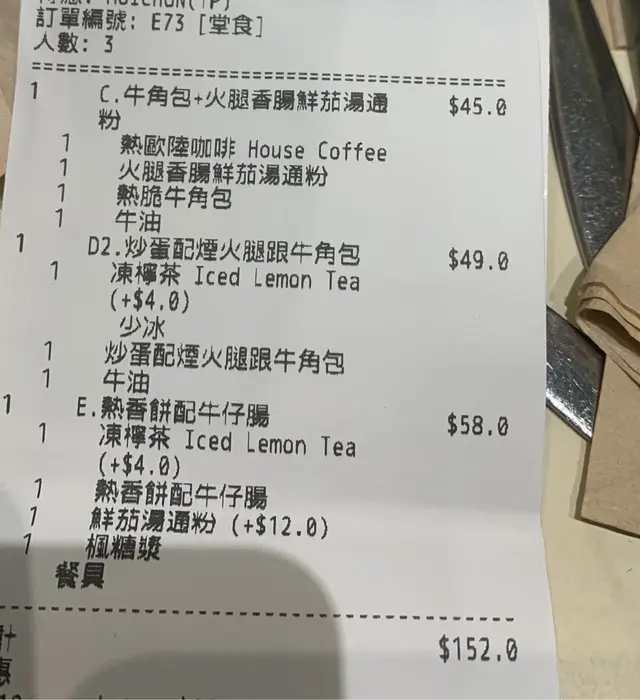 訂單編號: E73 [堂食]
人數: 3
1 C.牛角包+火腿香腸鮮茄湯通 $45.0
粉
1 熱歐陸咖啡 House Coffee
1 火腿香腸鮮茄湯通粉
1 熱脆牛角包
1 牛油
1 D2.炒蛋配煙火腿跟牛角包 $49.0
1 凍檸茶 Iced Lemon Tea
(+$4.0)
少冰
1 炒蛋配煙火腿跟牛角包
1 牛油
1 E.熱香餅配牛仔腸 $58.0
1 凍檸茶 Iced Lemon Tea
(+$4.0)
1 熱香餅配牛仔腸
1 鮮茄湯通粉 (+$12.0)
1 楓糖漿
餐具
計 $152.0